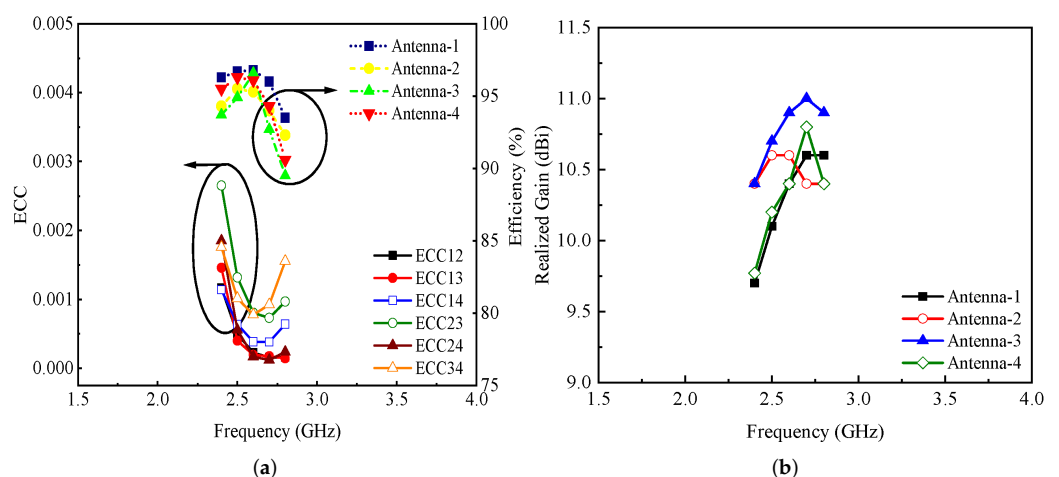 0.005
0.004
0.003
0.002
0.001
0.000
ECC
100
95
90
85
80
75
Efficiency (%)
Antenna-1
Antenna-2
Antenna-3
Antenna-4
ECC12
ECC13
ECC14
ECC23
ECC24
ECC34
1.5 2.0 2.5 3.0 4.0
Frequency (GHz)
(a)
11.5
11.0
10.5
10.0
9.5
9.0
Realized Gain (dBi)
Antenna-1
Antenna-2
Antenna-3
Antenna-4
1.5 2.0 2.5 3.0 3.5 4.0
Frequency (GHz)
(b)